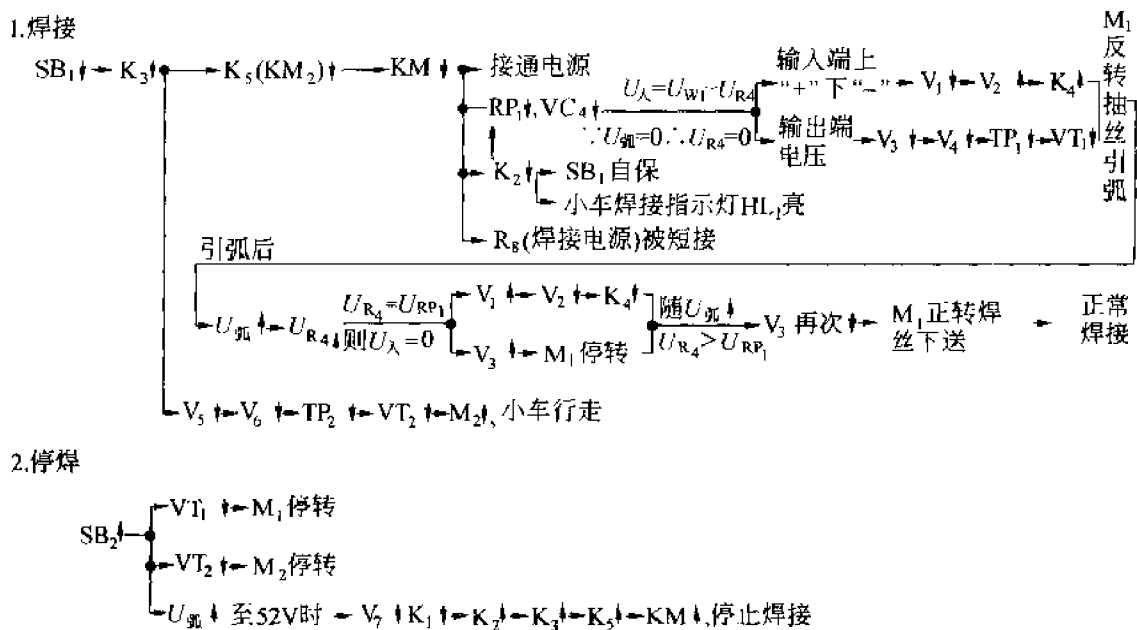 1.焊接
SB₁ K₃ K₅(KM₂) KM 接通电源
RP₁,VC₄ U入=UW1-UR4 ∵U弧=0∴UR4=0
输入端上“+”下“-” V₁ V₂ K₄
输出端电压 V₃ V₄ TP₁ VT₁
M₁反转抽丝引弧
K₂ SB₁自保
小车焊接指示灯HL₁亮
R₈(焊接电源)被短接
引弧后
U弧 UR4 UR4=URP1 则U入=0
V₁ V₂ K₄
V₃ M₁停转
随U弧 UR4>URP1 V₃再次 M₁正转焊丝下送 正常焊接
V₅ V₆ TP₂ VT₂ M₂,小车行走
2.停焊
SB₂ VT₁ M₁停转
VT₂ M₂停转
U弧 至52V时 V₇ K₁ K₂ K₃ K₅ KM,停止焊接